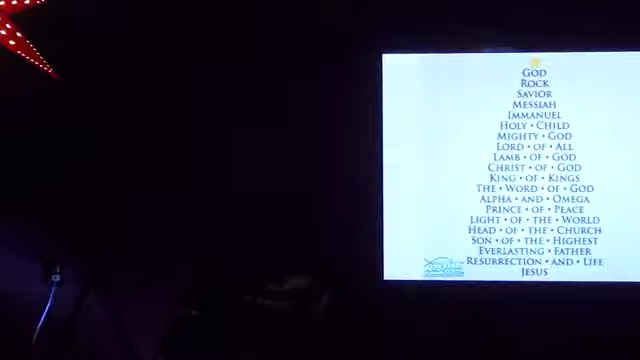 GOD
ROCK
SAVIOR
MESSIAH
IMMANUEL
HOLY • CHILD
MIGHTY • GOD
LORD • OF • ALL
LAMB • OF • GOD
CHRIST • OF • GOD
KING • OF • KINGS
THE • WORD • OF • GOD
ALPHA • AND • OMEGA
PRINCE • OF • PEACE
LIGHT • OF • THE • WORLD
HEAD • OF • THE • CHURCH
SON • OF • THE • HIGHEST
EVERLASTING • FATHER
RESURRECTION • AND • LIFE
JESUS